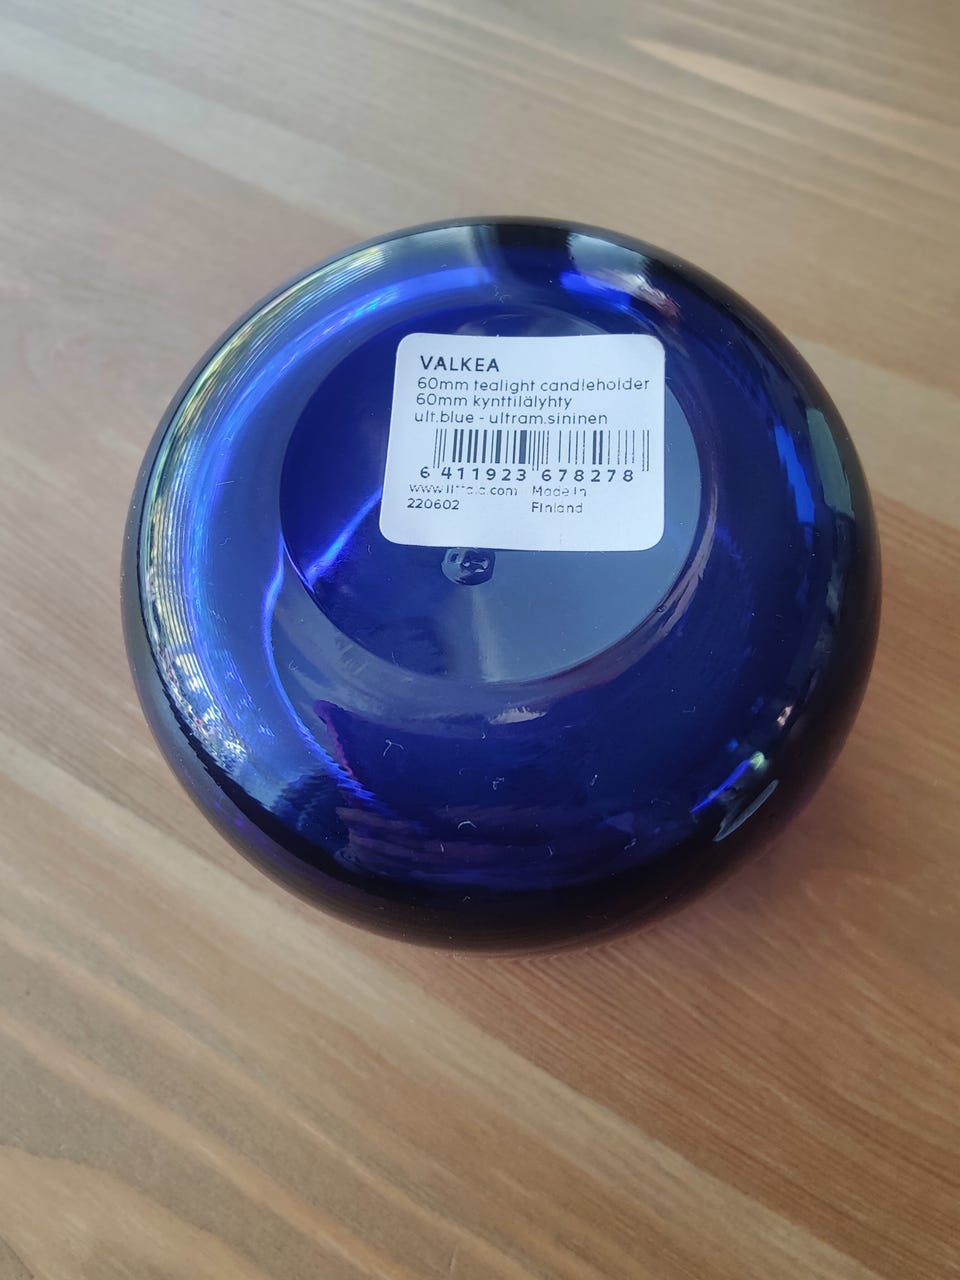 VALKEA
60mm tealight candleholder
60mm kynttilälyhty
ult.blue - ultram.sininen
6 411923 678278
www.iittala.com Made in
220602 Finland